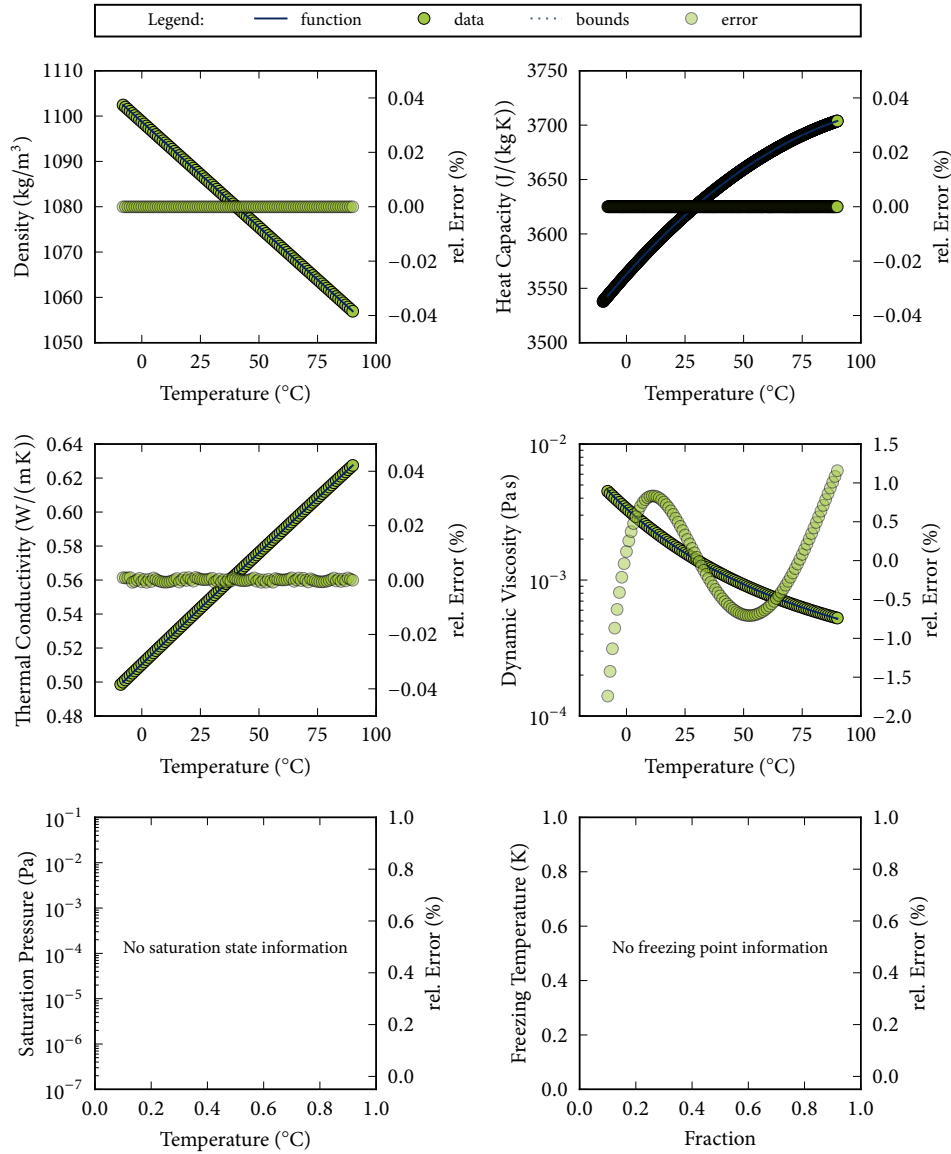 Legend: function data bounds error
1110
1100
1090
1080
1070
1060
1050
Density (kg/m³)
0.04
0.02
0.00
−0.02
−0.04
rel. Error (%)
0 25 50 75 100
Temperature (°C)
3750
3700
3650
3600
3550
3500
Heat Capacity (J/(kg K))
0.04
0.02
0.00
−0.02
−0.04
rel. Error (%)
0 25 50 75 100
Temperature (°C)
0.64
0.62
0.60
0.58
0.56
0.54
0.52
0.50
0.48
Thermal Conductivity (W/(m K))
0.04
0.02
0.00
−0.02
−0.04
rel. Error (%)
0 25 50 75 100
Temperature (°C)
10⁻²
10⁻³
10⁻⁴
Dynamic Viscosity (Pa s)
1.5
1.0
0.5
0.0
−0.5
−1.0
−1.5
−2.0
rel. Error (%)
0 25 50 75 100
Temperature (°C)
10⁻¹
10⁻²
10⁻³
10⁻⁴
10⁻⁵
10⁻⁶
10⁻⁷
Saturation Pressure (Pa)
No saturation state information
1.0
0.8
0.6
0.4
0.2
0.0
rel. Error (%)
0.0 0.2 0.4 0.6 0.8 1.0
Temperature (°C)
1.0
0.8
0.6
0.4
0.2
0.0
Freezing Temperature (K)
No freezing point information
1.0
0.8
0.6
0.4
0.2
0.0
rel. Error (%)
0.0 0.2 0.4 0.6 0.8 1.0
Fraction